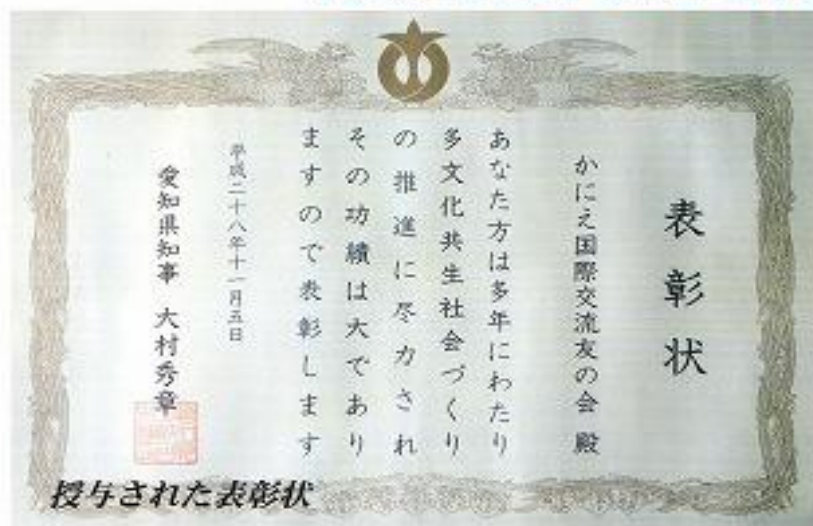 表彰状
かにえ国際交流友の会 殿
あなた方は多年にわたり
多文化共生社会づくり
の推進に尽力され
その功績は大であり
ますので表彰します
平成二十八年十一月五日
愛知県知事 大村秀章
授与された表彰状